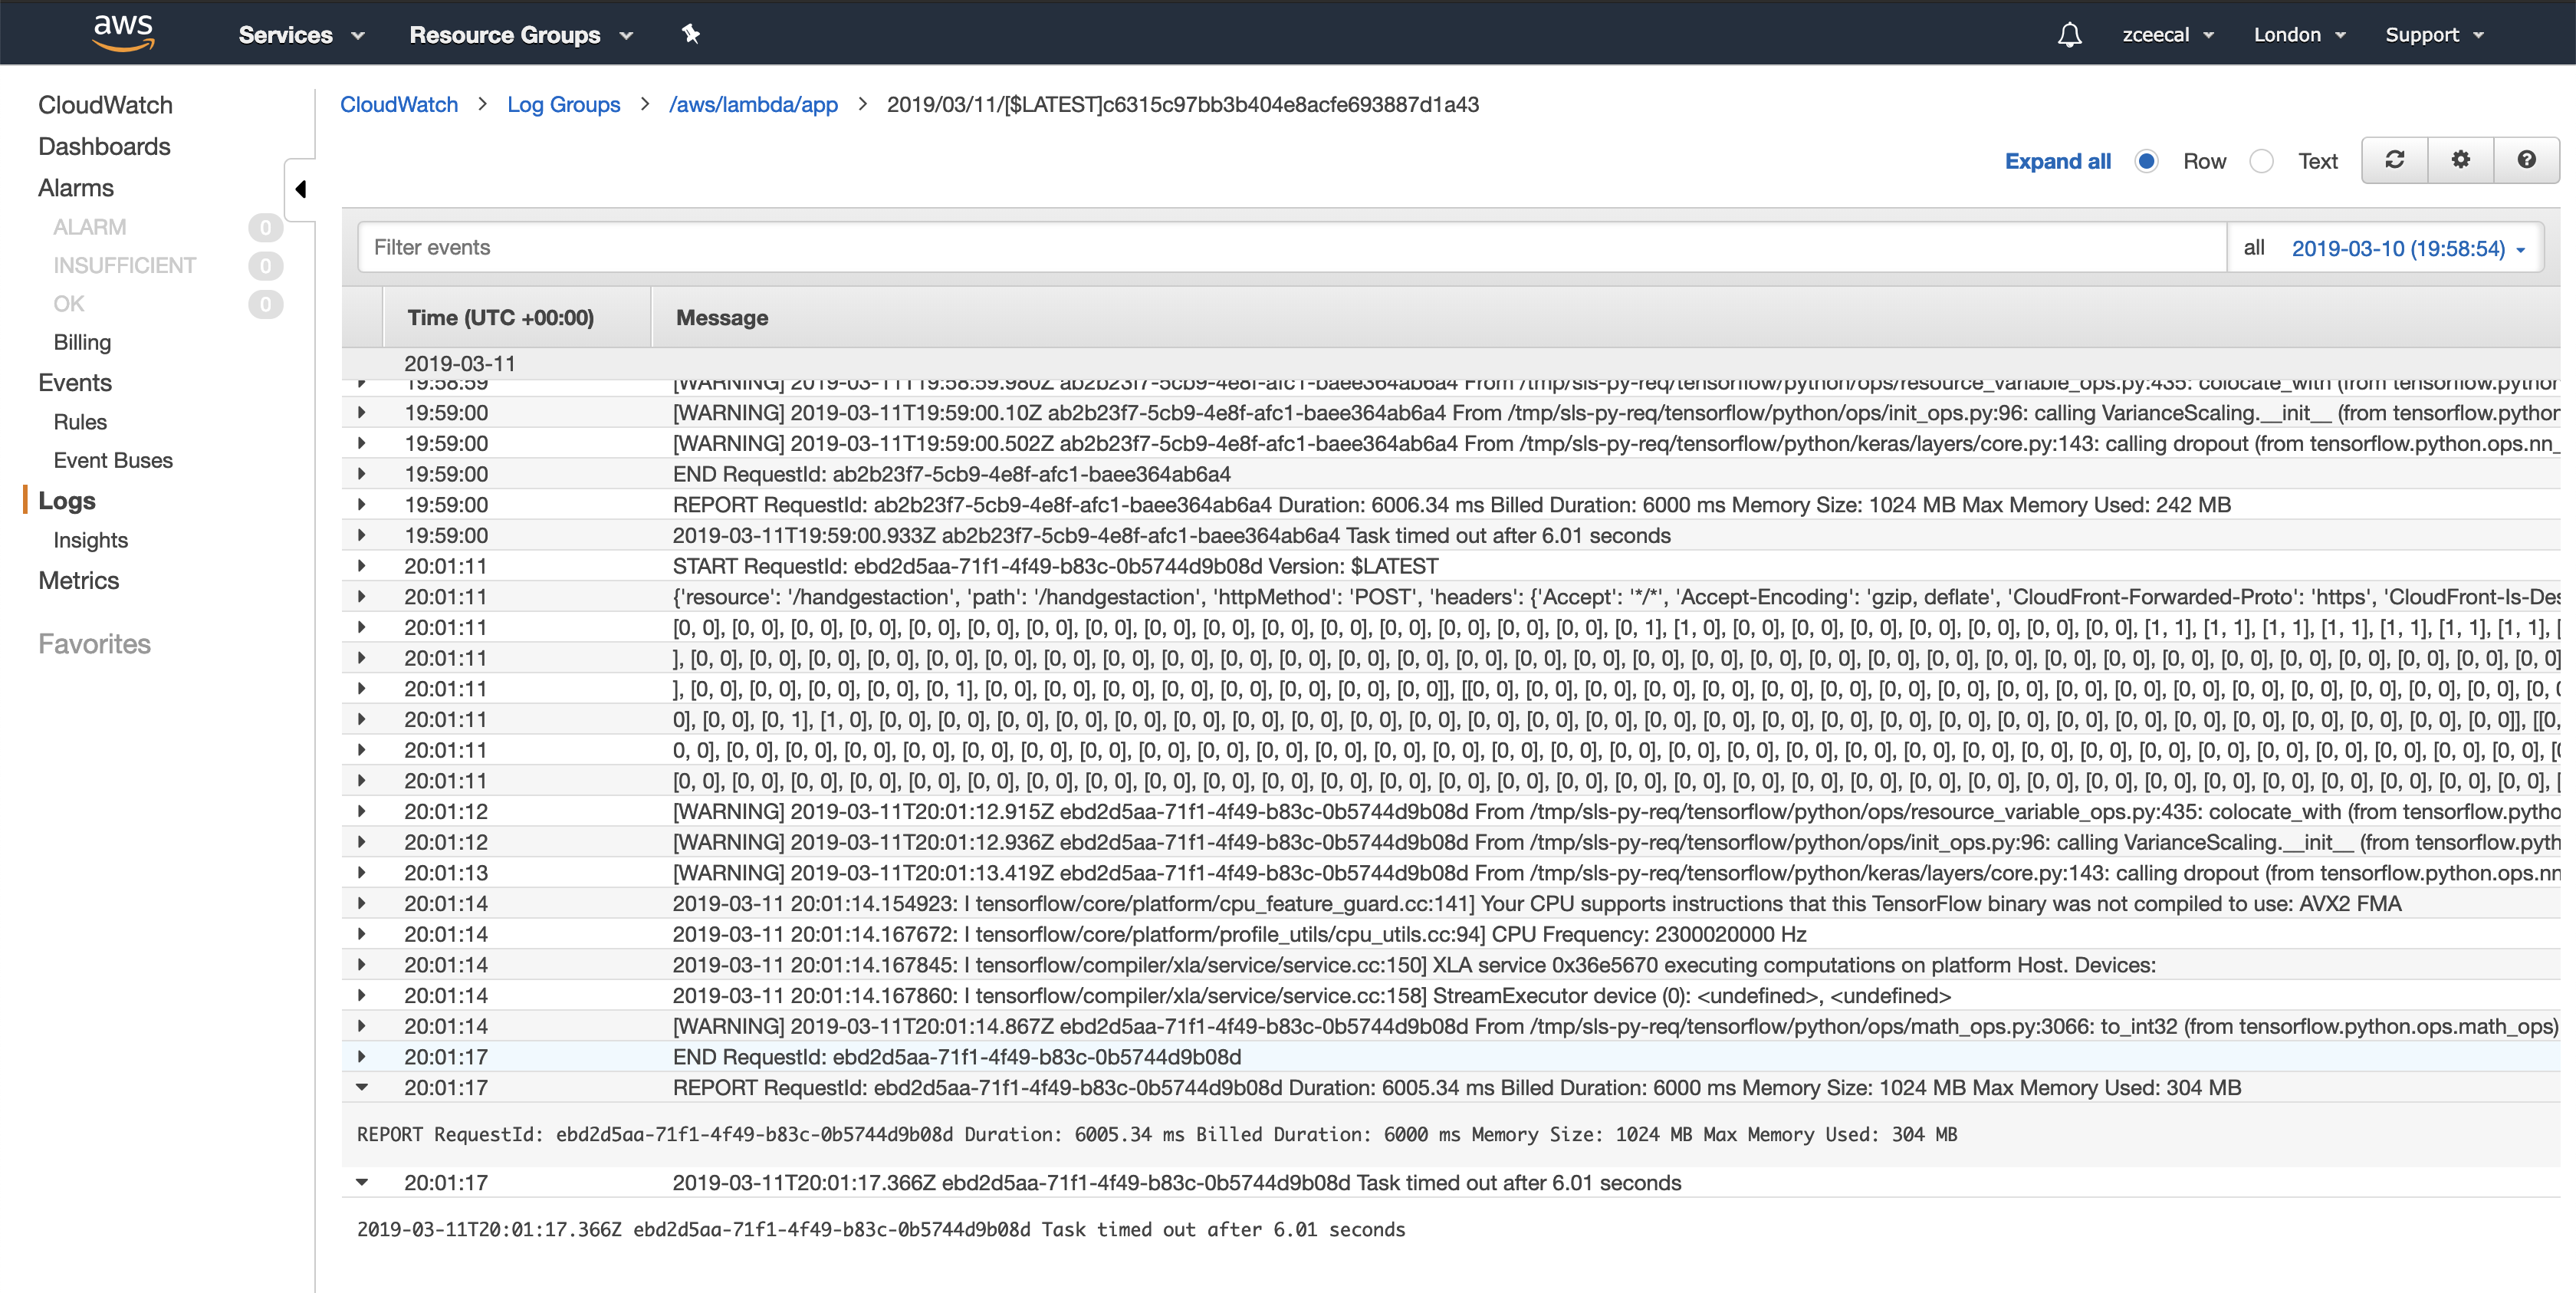 aws Services Resource Groups zceecal London Support
CloudWatch
Dashboards
Alarms
ALARM 0
INSUFFICIENT 0
OK 0
Billing
Events
Rules
Event Buses
Logs
Insights
Metrics
Favorites
CloudWatch > Log Groups > /aws/lambda/app > 2019/03/11/[$LATEST]c6315c97bb3b404e8acfe693887d1a43
Expand all Row Text
Filter events all 2019-03-10 (19:58:54)
Time (UTC +00:00) Message
2019-03-11
19:58:59 [WARNING] 2019-03-11T19:58:59.980Z ab2b23f7-5cb9-4e8f-afc1-baee364ab6a4 From /tmp/sls-py-req/tensorflow/python/ops/resource_variable_ops.py:435: colocate_with (from tensorflow.python
19:59:00 [WARNING] 2019-03-11T19:59:00.10Z ab2b23f7-5cb9-4e8f-afc1-baee364ab6a4 From /tmp/sls-py-req/tensorflow/python/ops/init_ops.py:96: calling VarianceScaling.__init__ (from tensorflow.python
19:59:00 [WARNING] 2019-03-11T19:59:00.502Z ab2b23f7-5cb9-4e8f-afc1-baee364ab6a4 From /tmp/sls-py-req/tensorflow/python/keras/layers/core.py:143: calling dropout (from tensorflow.python.ops.nn_
19:59:00 END RequestId: ab2b23f7-5cb9-4e8f-afc1-baee364ab6a4
19:59:00 REPORT RequestId: ab2b23f7-5cb9-4e8f-afc1-baee364ab6a4 Duration: 6006.34 ms Billed Duration: 6000 ms Memory Size: 1024 MB Max Memory Used: 242 MB
19:59:00 2019-03-11T19:59:00.933Z ab2b23f7-5cb9-4e8f-afc1-baee364ab6a4 Task timed out after 6.01 seconds
20:01:11 START RequestId: ebd2d5aa-71f1-4f49-b83c-0b5744d9b08d Version: $LATEST
20:01:11 {'resource': '/handgestaction', 'path': '/handgestaction', 'httpMethod': 'POST', 'headers': {'Accept': '*/*', 'Accept-Encoding': 'gzip, deflate', 'CloudFront-Forwarded-Proto': 'https', 'CloudFront-Is-Des
20:01:11 [0, 0], [0, 0], [0, 0], [0, 0], [0, 0], [0, 0], [0, 0], [0, 0], [0, 0], [0, 0], [0, 0], [0, 0], [0, 0], [0, 0], [0, 0], [0, 0], [0, 1], [1, 0], [0, 0], [0, 0], [0, 0], [0, 0], [0, 0], [0, 0], [0, 0], [1, 1], [1, 1], [1, 1], [1, 1], [1, 1], [1, 1], [1, 1], [
20:01:11 ], [0, 0], [0, 0], [0, 0], [0, 0], [0, 0], [0, 0], [0, 0], [0, 0], [0, 0], [0, 0], [0, 0], [0, 0], [0, 0], [0, 0], [0, 0], [0, 0], [0, 0], [0, 0], [0, 0], [0, 0], [0, 0], [0, 0], [0, 0], [0, 0], [0, 0], [0, 0], [0, 0], [0, 0], [0, 0], [0, 0], [0, 0], [0, 0]
20:01:11 ], [0, 0], [0, 0], [0, 0], [0, 0], [0, 1], [0, 0], [0, 0], [0, 0], [0, 0], [0, 0], [0, 0], [0, 0], [0, 0]], [[0, 0], [0, 0], [0, 0], [0, 0], [0, 0], [0, 0], [0, 0], [0, 0], [0, 0], [0, 0], [0, 0], [0, 0], [0, 0], [0, 0], [0, 0], [0, 0], [0, 0], [0, 0], [0, 
20:01:11 0], [0, 0], [0, 1], [1, 0], [0, 0], [0, 0], [0, 0], [0, 0], [0, 0], [0, 0], [0, 0], [0, 0], [0, 0], [0, 0], [0, 0], [0, 0], [0, 0], [0, 0], [0, 0], [0, 0], [0, 0], [0, 0], [0, 0], [0, 0], [0, 0], [0, 0], [0, 0], [0, 0], [0, 0], [0, 0], [0, 0]], [[0,
20:01:11 0, 0], [0, 0], [0, 0], [0, 0], [0, 0], [0, 0], [0, 0], [0, 0], [0, 0], [0, 0], [0, 0], [0, 0], [0, 0], [0, 0], [0, 0], [0, 0], [0, 0], [0, 0], [0, 0], [0, 0], [0, 0], [0, 0], [0, 0], [0, 0], [0, 0], [0, 0], [0, 0], [0, 0], [0, 0], [0, 0], [0, 0], [0, 0], [
20:01:11 [0, 0], [0, 0], [0, 0], [0, 0], [0, 0], [0, 0], [0, 0], [0, 0], [0, 0], [0, 0], [0, 0], [0, 0], [0, 0], [0, 0], [0, 0], [0, 0], [0, 0], [0, 0], [0, 0], [0, 0], [0, 0], [0, 0], [0, 0], [0, 0], [0, 0], [0, 0], [0, 0], [0, 0], [0, 0], [0, 0], [0, 0], [0, 0], [
20:01:12 [WARNING] 2019-03-11T20:01:12.915Z ebd2d5aa-71f1-4f49-b83c-0b5744d9b08d From /tmp/sls-py-req/tensorflow/python/ops/resource_variable_ops.py:435: colocate_with (from tensorflow.pytho
20:01:12 [WARNING] 2019-03-11T20:01:12.936Z ebd2d5aa-71f1-4f49-b83c-0b5744d9b08d From /tmp/sls-py-req/tensorflow/python/ops/init_ops.py:96: calling VarianceScaling.__init__ (from tensorflow.pyth
20:01:13 [WARNING] 2019-03-11T20:01:13.419Z ebd2d5aa-71f1-4f49-b83c-0b5744d9b08d From /tmp/sls-py-req/tensorflow/python/keras/layers/core.py:143: calling dropout (from tensorflow.python.ops.nn
20:01:14 2019-03-11 20:01:14.154923: I tensorflow/core/platform/cpu_feature_guard.cc:141] Your CPU supports instructions that this TensorFlow binary was not compiled to use: AVX2 FMA
20:01:14 2019-03-11 20:01:14.167672: I tensorflow/core/platform/profile_utils/cpu_utils.cc:94] CPU Frequency: 2300020000 Hz
20:01:14 2019-03-11 20:01:14.167845: I tensorflow/compiler/xla/service/service.cc:150] XLA service 0x36e5670 executing computations on platform Host. Devices:
20:01:14 2019-03-11 20:01:14.167860: I tensorflow/compiler/xla/service/service.cc:158] StreamExecutor device (0): <undefined>, <undefined>
20:01:14 [WARNING] 2019-03-11T20:01:14.867Z ebd2d5aa-71f1-4f49-b83c-0b5744d9b08d From /tmp/sls-py-req/tensorflow/python/ops/math_ops.py:3066: to_int32 (from tensorflow.python.ops.math_ops)
20:01:17 END RequestId: ebd2d5aa-71f1-4f49-b83c-0b5744d9b08d
20:01:17 REPORT RequestId: ebd2d5aa-71f1-4f49-b83c-0b5744d9b08d Duration: 6005.34 ms Billed Duration: 6000 ms Memory Size: 1024 MB Max Memory Used: 304 MB
REPORT RequestId: ebd2d5aa-71f1-4f49-b83c-0b5744d9b08d Duration: 6005.34 ms Billed Duration: 6000 ms Memory Size: 1024 MB Max Memory Used: 304 MB
20:01:17 2019-03-11T20:01:17.366Z ebd2d5aa-71f1-4f49-b83c-0b5744d9b08d Task timed out after 6.01 seconds
2019-03-11T20:01:17.366Z ebd2d5aa-71f1-4f49-b83c-0b5744d9b08d Task timed out after 6.01 seconds